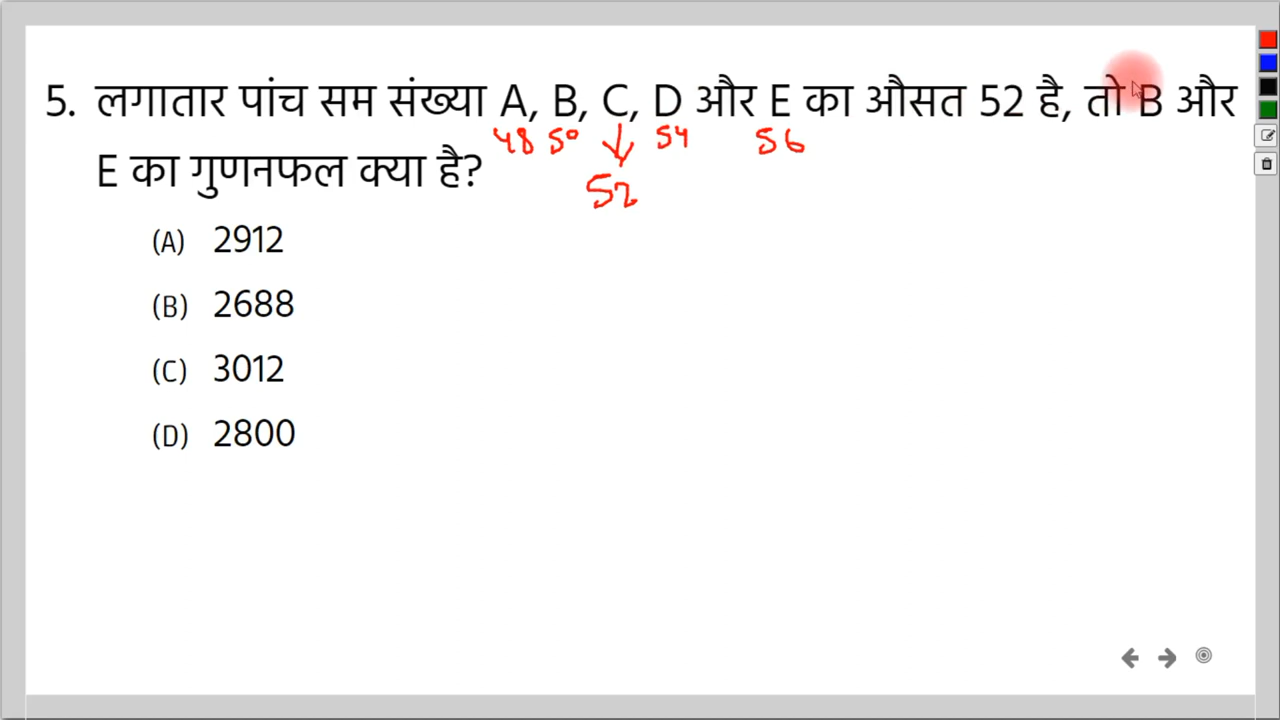 5. लगातार पांच सम संख्या A, B, C, D और E का औसत 52 है, तो B और
48 50 54 56
E का गुणनफल क्या है?
52
(A) 2912
(B) 2688
(C) 3012
(D) 2800